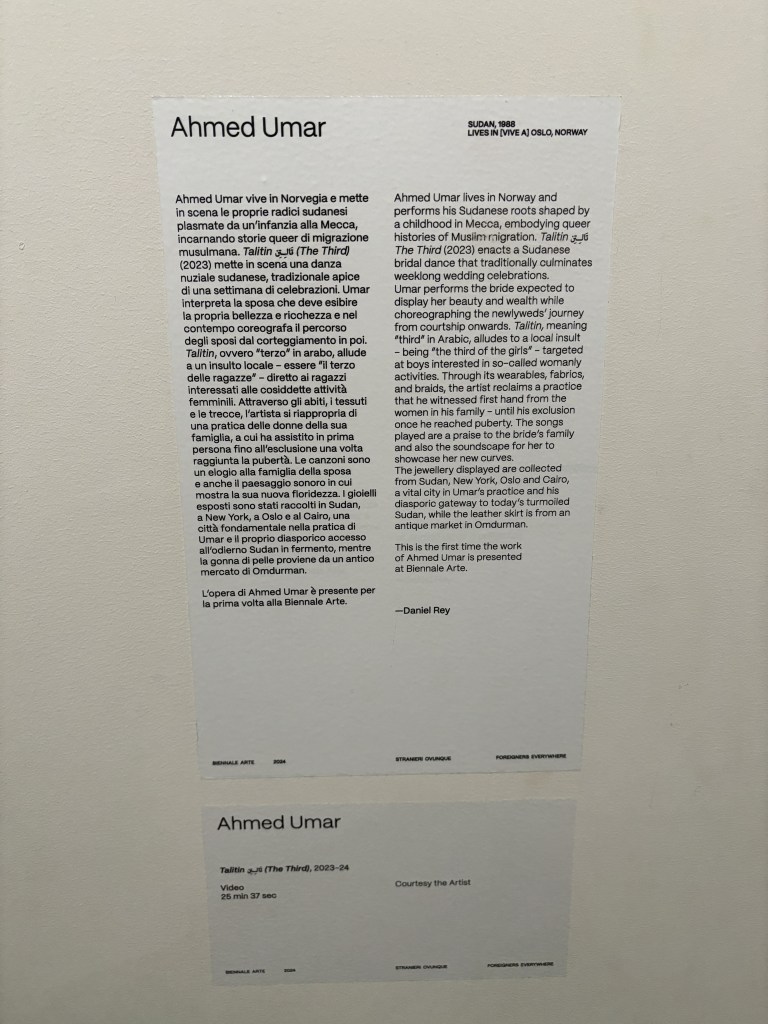 Ahmed Umar
SUDAN, 1988
LIVES IN [VIVE A] OSLO, NORWAY
Ahmed Umar vive in Norvegia e mette
in scena le proprie radici sudanesi
plasmate da un'infanzia alla Mecca,
incarnando storie queer di migrazione
musulmana. Talitin (The Third)
(2023) mette in scena una danza
nuziale sudanese, tradizionale apice
di una settimana di celebrazioni. Umar
interpreta la sposa che deve esibire
la propria bellezza e ricchezza e nel
contempo coreografa il percorso
degli sposi dal corteggiamento in poi.
Talitin, ovvero “terzo” in arabo, allude
a un insulto locale – essere “il terzo
delle ragazze” – diretto ai ragazzi
interessati alle cosiddette attività
femminili. Attraverso gli abiti, i tessuti
e le trecce, l'artista si riappropria di
una pratica delle donne della sua
famiglia, a cui ha assistito in prima
persona fino all'esclusione una volta
raggiunta la pubertà. Le canzoni sono
un elogio alla famiglia della sposa
e anche il paesaggio sonoro in cui
mostra la sua nuova floridezza. I gioielli
esposti sono stati raccolti in Sudan,
a New York, a Oslo e al Cairo, una
città fondamentale nella pratica di
Umar e il proprio diasporico accesso
all'odierno Sudan in fermento, mentre
la gonna di pelle proviene da un antico
mercato di Omdurman.
L'opera di Ahmed Umar è presente per
la prima volta alla Biennale Arte.
Ahmed Umar lives in Norway and
performs his Sudanese roots shaped by
a childhood in Mecca, embodying queer
histories of Muslim migration. Talitin
The Third (2023) enacts a Sudanese
bridal dance that traditionally culminates
weeklong wedding celebrations.
Umar performs the bride expected to
display her beauty and wealth while
choreographing the newlyweds' journey
from courtship onwards. Talitin, meaning
“third” in Arabic, alludes to a local insult
– being “the third of the girls” – targeted
at boys interested in so-called womanly
activities. Through its wearables, fabrics,
and braids, the artist reclaims a practice
that he witnessed first hand from the
women in his family – until his exclusion
once he reached puberty. The songs
played are a praise to the bride's family
and also the soundscape for her to
showcase her new curves.
The jewellery displayed are collected
from Sudan, New York, Oslo and Cairo,
a vital city in Umar's practice and his
diasporic gateway to today's turmoiled
Sudan, while the leather skirt is from an
antique market in Omdurman.
This is the first time the work
of Ahmed Umar is presented
at Biennale Arte.
—Daniel Rey
BIENNALE ARTE 2024 STRANIERI OVUNQUE FOREIGNERS EVERYWHERE
Ahmed Umar
Talitin (The Third), 2023–24
Video
25 min 37 sec
Courtesy the Artist
BIENNALE ARTE 2024 STRANIERI OVUNQUE FOREIGNERS EVERYWHERE